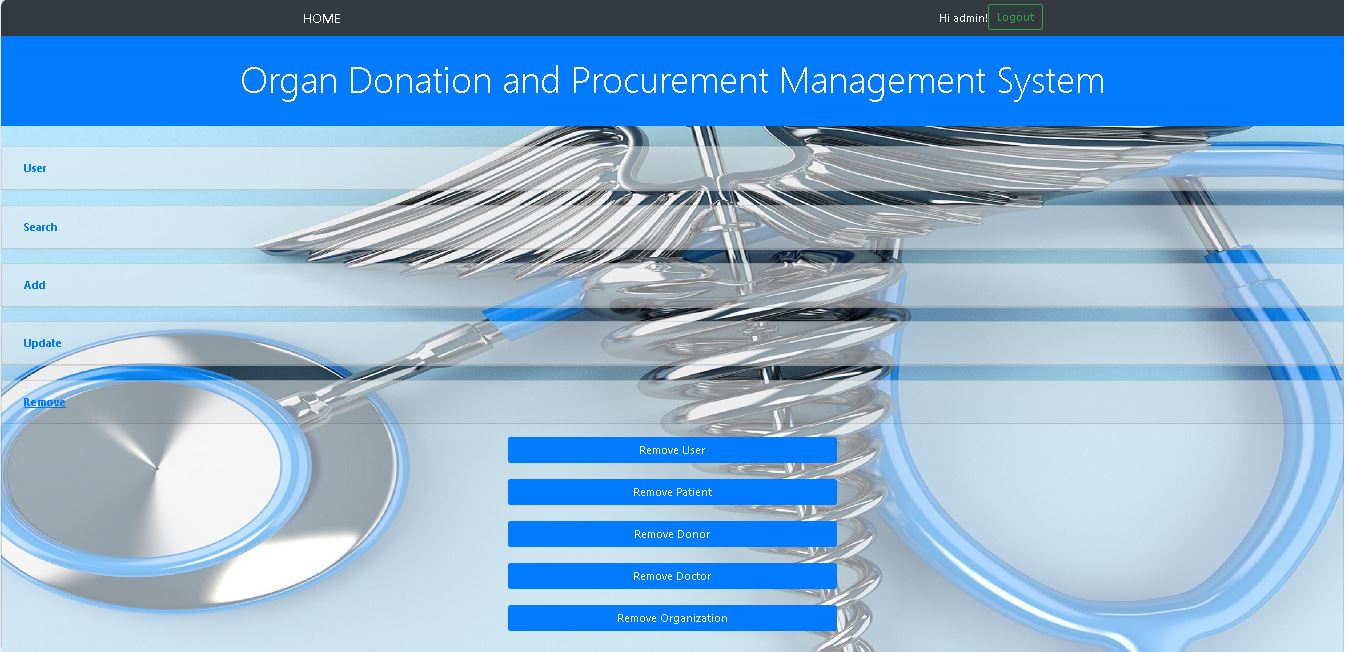 HOME
Hi admin! Logout
Organ Donation and Procurement Management System
User
Search
Add
Update
Remove
Remove User
Remove Patient
Remove Donor
Remove Doctor
Remove Organization